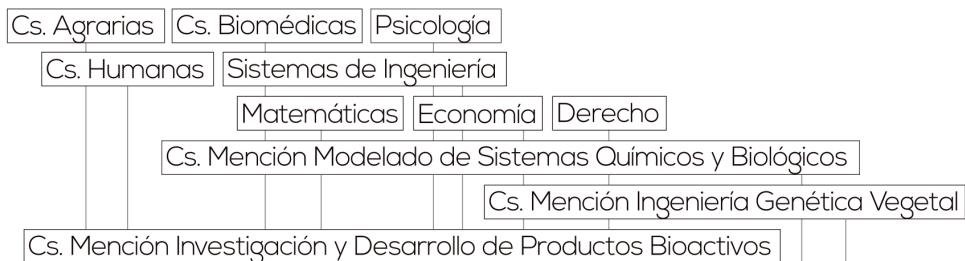 Cs. Agrarias Cs. Biomédicas Psicología
Cs. Humanas Sistemas de Ingeniería
Matemáticas Economía Derecho
Cs. Mención Modelado de Sistemas Químicos y Biológicos
Cs. Mención Ingeniería Genética Vegetal
Cs. Mención Investigación y Desarrollo de Productos Bioactivos